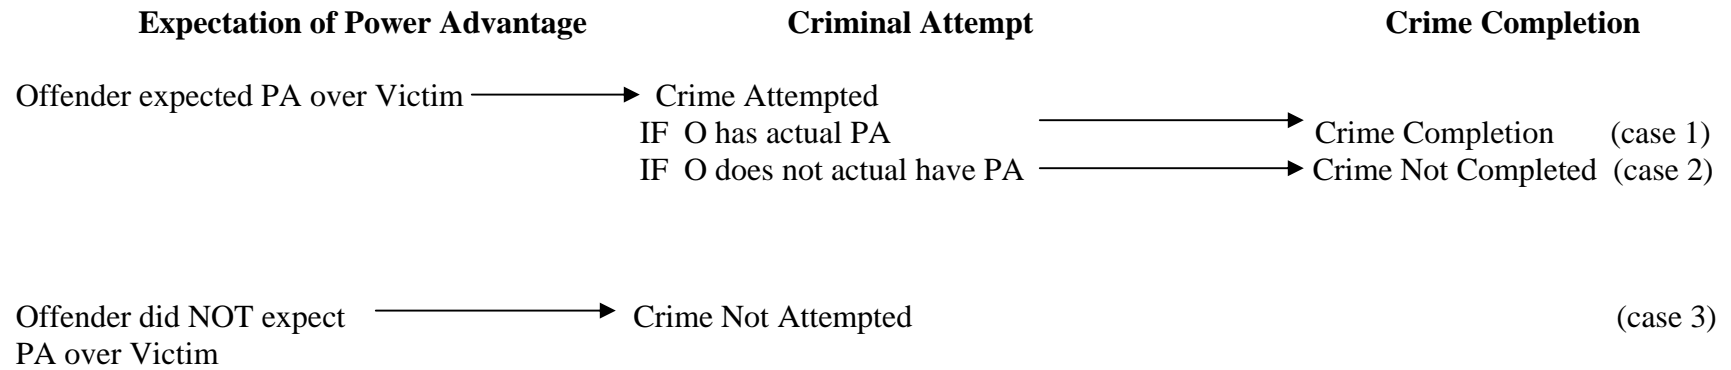 Expectation of Power Advantage Criminal Attempt Crime Completion
Offender expected PA over Victim Crime Attempted
IF O has actual PA Crime Completion (case 1)
IF O does not actual have PA Crime Not Completed (case 2)
Offender did NOT expect Crime Not Attempted (case 3)
PA over Victim